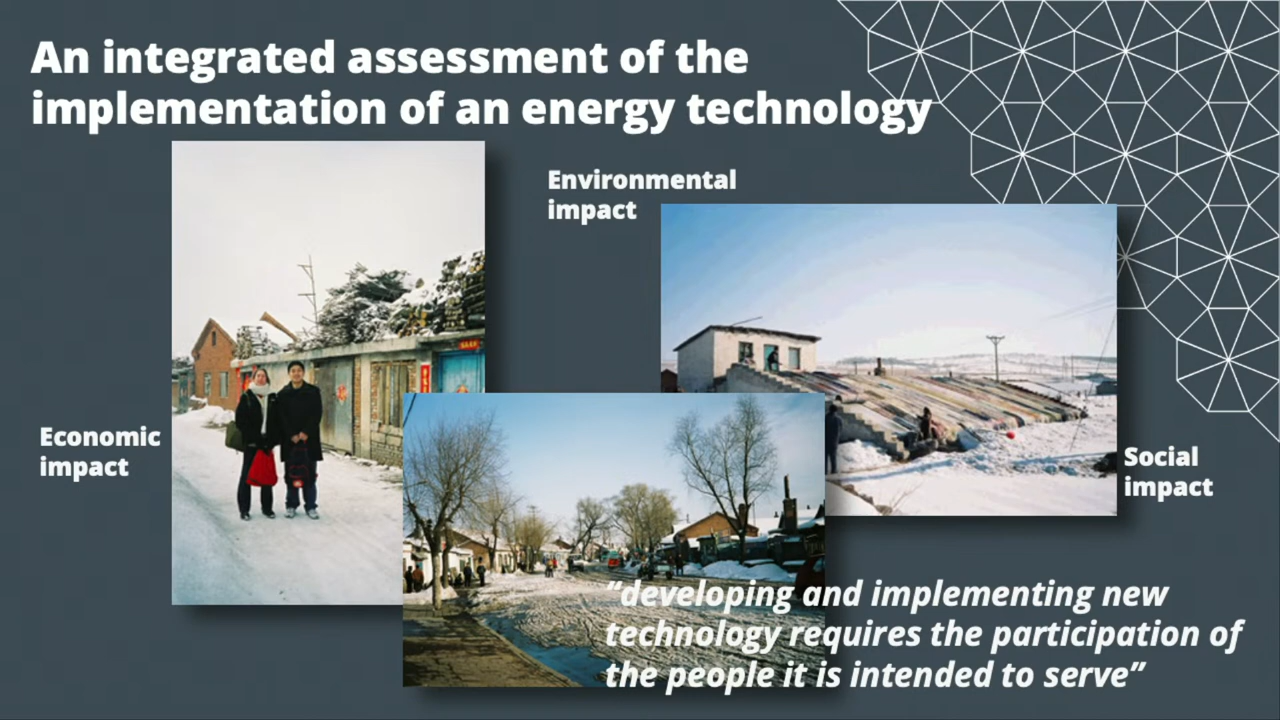 An integrated assessment of the
implementation of an energy technology
Environmental
impact
Economic
impact
Social
impact
“developing and implementing new
technology requires the participation of
the people it is intended to serve”